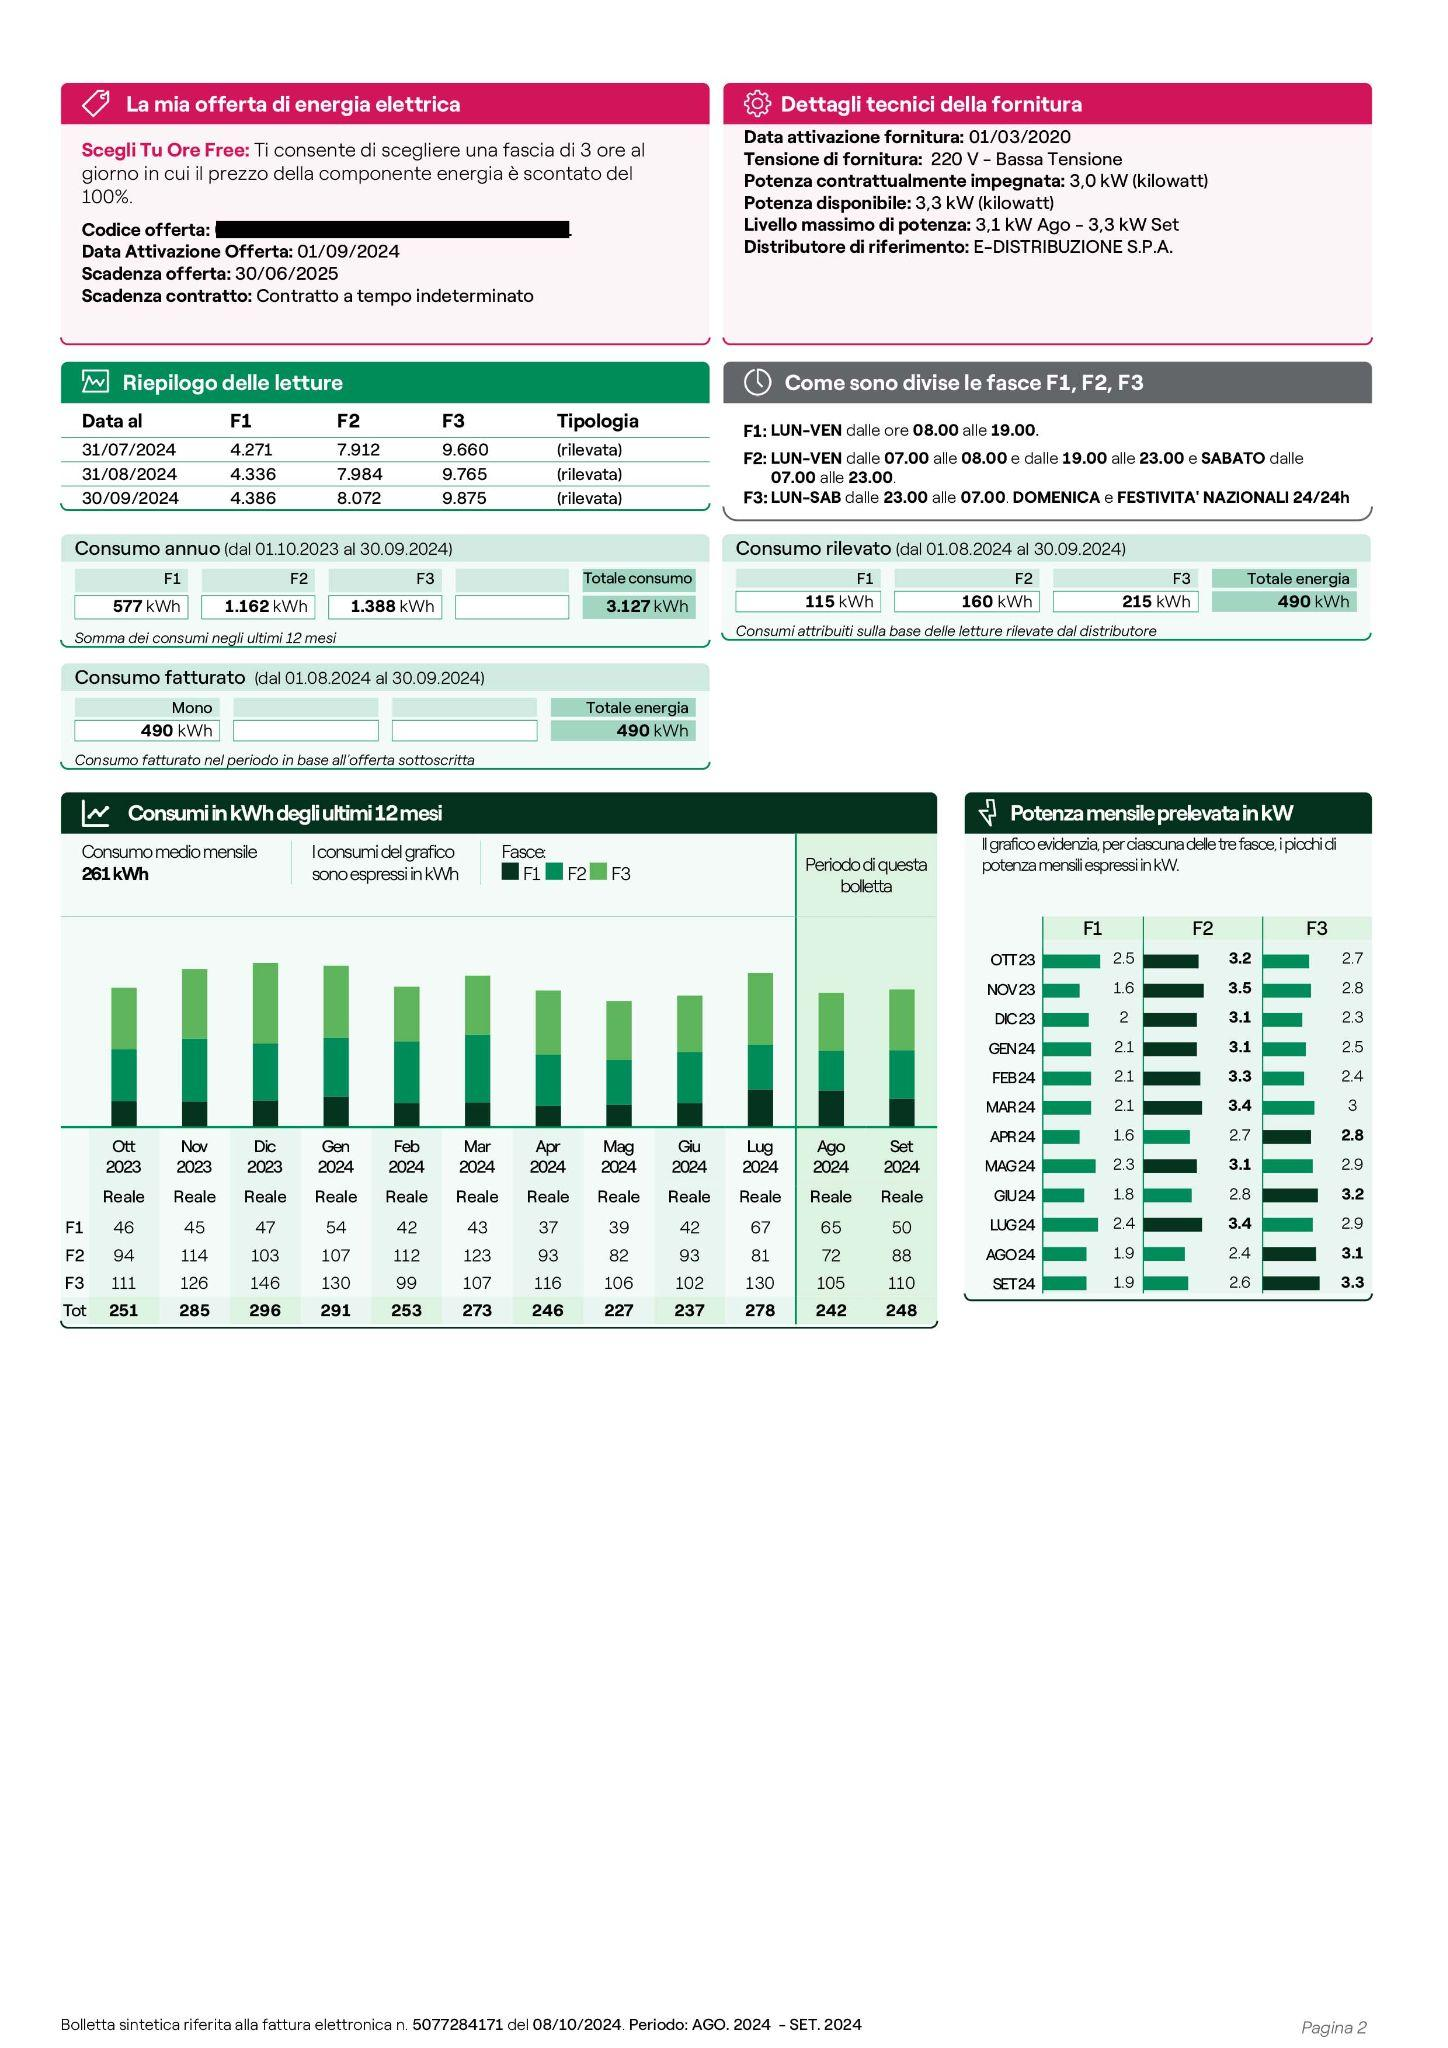 La mia offerta di energia elettrica
Scegli Tu Ore Free: Ti consente di scegliere una fascia di 3 ore al
giorno in cui il prezzo della componente energia è scontato del
100%.
Codice offerta:
Data Attivazione Offerta: 01/09/2024
Scadenza offerta: 30/06/2025
Scadenza contratto: Contratto a tempo indeterminato
Dettagli tecnici della fornitura
Data attivazione fornitura: 01/03/2020
Tensione di fornitura: 220 V - Bassa Tensione
Potenza contrattualmente impegnata: 3,0 kW (kilowatt)
Potenza disponibile: 3,3 kW (kilowatt)
Livello massimo di potenza: 3,1 kW Ago - 3,3 kW Set
Distributore di riferimento: E-DISTRIBUZIONE S.P.A.
Riepilogo delle letture
Data al F1 F2 F3 Tipologia
31/07/2024 4.271 7.912 9.660 (rilevata)
31/08/2024 4.336 7.984 9.765 (rilevata)
30/09/2024 4.386 8.072 9.875 (rilevata)
Come sono divise le fasce F1, F2, F3
F1: LUN-VEN dalle ore 08.00 alle 19.00.
F2: LUN-VEN dalle 07.00 alle 08.00 e dalle 19.00 alle 23.00 e SABATO dalle
07.00 alle 23.00.
F3: LUN-SAB dalle 23.00 alle 07.00. DOMENICA e FESTIVITA' NAZIONALI 24/24h
Consumo annuo (dal 01.10.2023 al 30.09.2024)
F1 F2 F3 Totale consumo
577 kWh 1.162 kWh 1.388 kWh 3.127 kWh
Somma dei consumi negli ultimi 12 mesi
Consumo rilevato (dal 01.08.2024 al 30.09.2024)
F1 F2 F3 Totale energia
115 kWh 160 kWh 215 kWh 490 kWh
Consumi attribuiti sulla base delle letture rilevate dal distributore
Consumo fatturato (dal 01.08.2024 al 30.09.2024)
Mono Totale energia
490 kWh 490 kWh
Consumo fatturato nel periodo in base all'offerta sottoscritta
Consumi in kWh degli ultimi 12 mesi
Consumo medio mensile
261 kWh
I consumi del grafico
sono espressi in kWh
Fasce:
F1 F2 F3
Periodo di questa
bolletta
Ott Nov Dic Gen Feb Mar Apr Mag Giu Lug Ago Set
2023 2023 2023 2024 2024 2024 2024 2024 2024 2024 2024 2024
Reale Reale Reale Reale Reale Reale Reale Reale Reale Reale Reale Reale
F1 46 45 47 54 42 43 37 39 42 67 65 50
F2 94 114 103 107 112 123 93 82 93 81 72 88
F3 111 126 146 130 99 107 116 106 102 130 105 110
Tot 251 285 296 291 253 273 246 227 237 278 242 248
Potenza mensile prelevata in kW
Il grafico evidenzia, per ciascuna delle tre fasce, i picchi di
potenza mensili espressi in kW.
F1 F2 F3
OTT 23 2.5 3.2 2.7
NOV 23 1.6 3.5 2.8
DIC 23 2 3.1 2.3
GEN 24 2.1 3.1 2.5
FEB 24 2.1 3.3 2.4
MAR 24 2.1 3.4 3
APR 24 1.6 2.7 2.8
MAG 24 2.3 3.1 2.9
GIU 24 1.8 2.8 3.2
LUG 24 2.4 3.4 2.9
AGO 24 1.9 2.4 3.1
SET 24 1.9 2.6 3.3
Bolletta sintetica riferita alla fattura elettronica n. 5077284171 del 08/10/2024. Periodo: AGO. 2024 - SET. 2024
Pagina 2